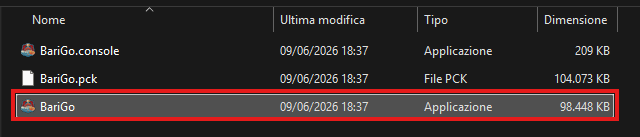 Nome Ultima modifica Tipo Dimensione
BariGo.console 09/06/2026 18:37 Applicazione 209 KB
BariGo.pck 09/06/2026 18:37 File PCK 104.073 KB
BariGo 09/06/2026 18:37 Applicazione 98.448 KB